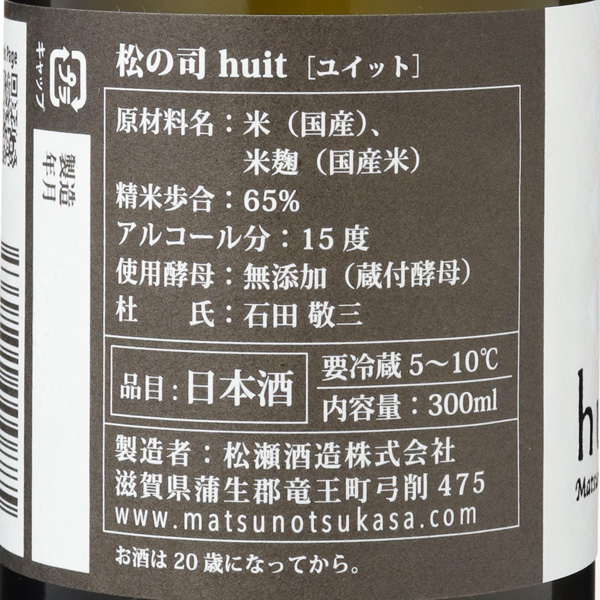 松の司 huit [ユイット]
原材料名：米（国産）、
米麹（国産米）
精米歩合：65%
アルコール分：15度
使用酵母：無添加（蔵付酵母）
杜 氏：石田 敬三
品目：日本酒
要冷蔵 5〜10℃
内容量：300ml
製造者：松瀬酒造株式会社
滋賀県蒲生郡竜王町弓削 475
www.matsunotsukasa.com
お酒は20歳になってから。
プラ
キャップ
製造
年月